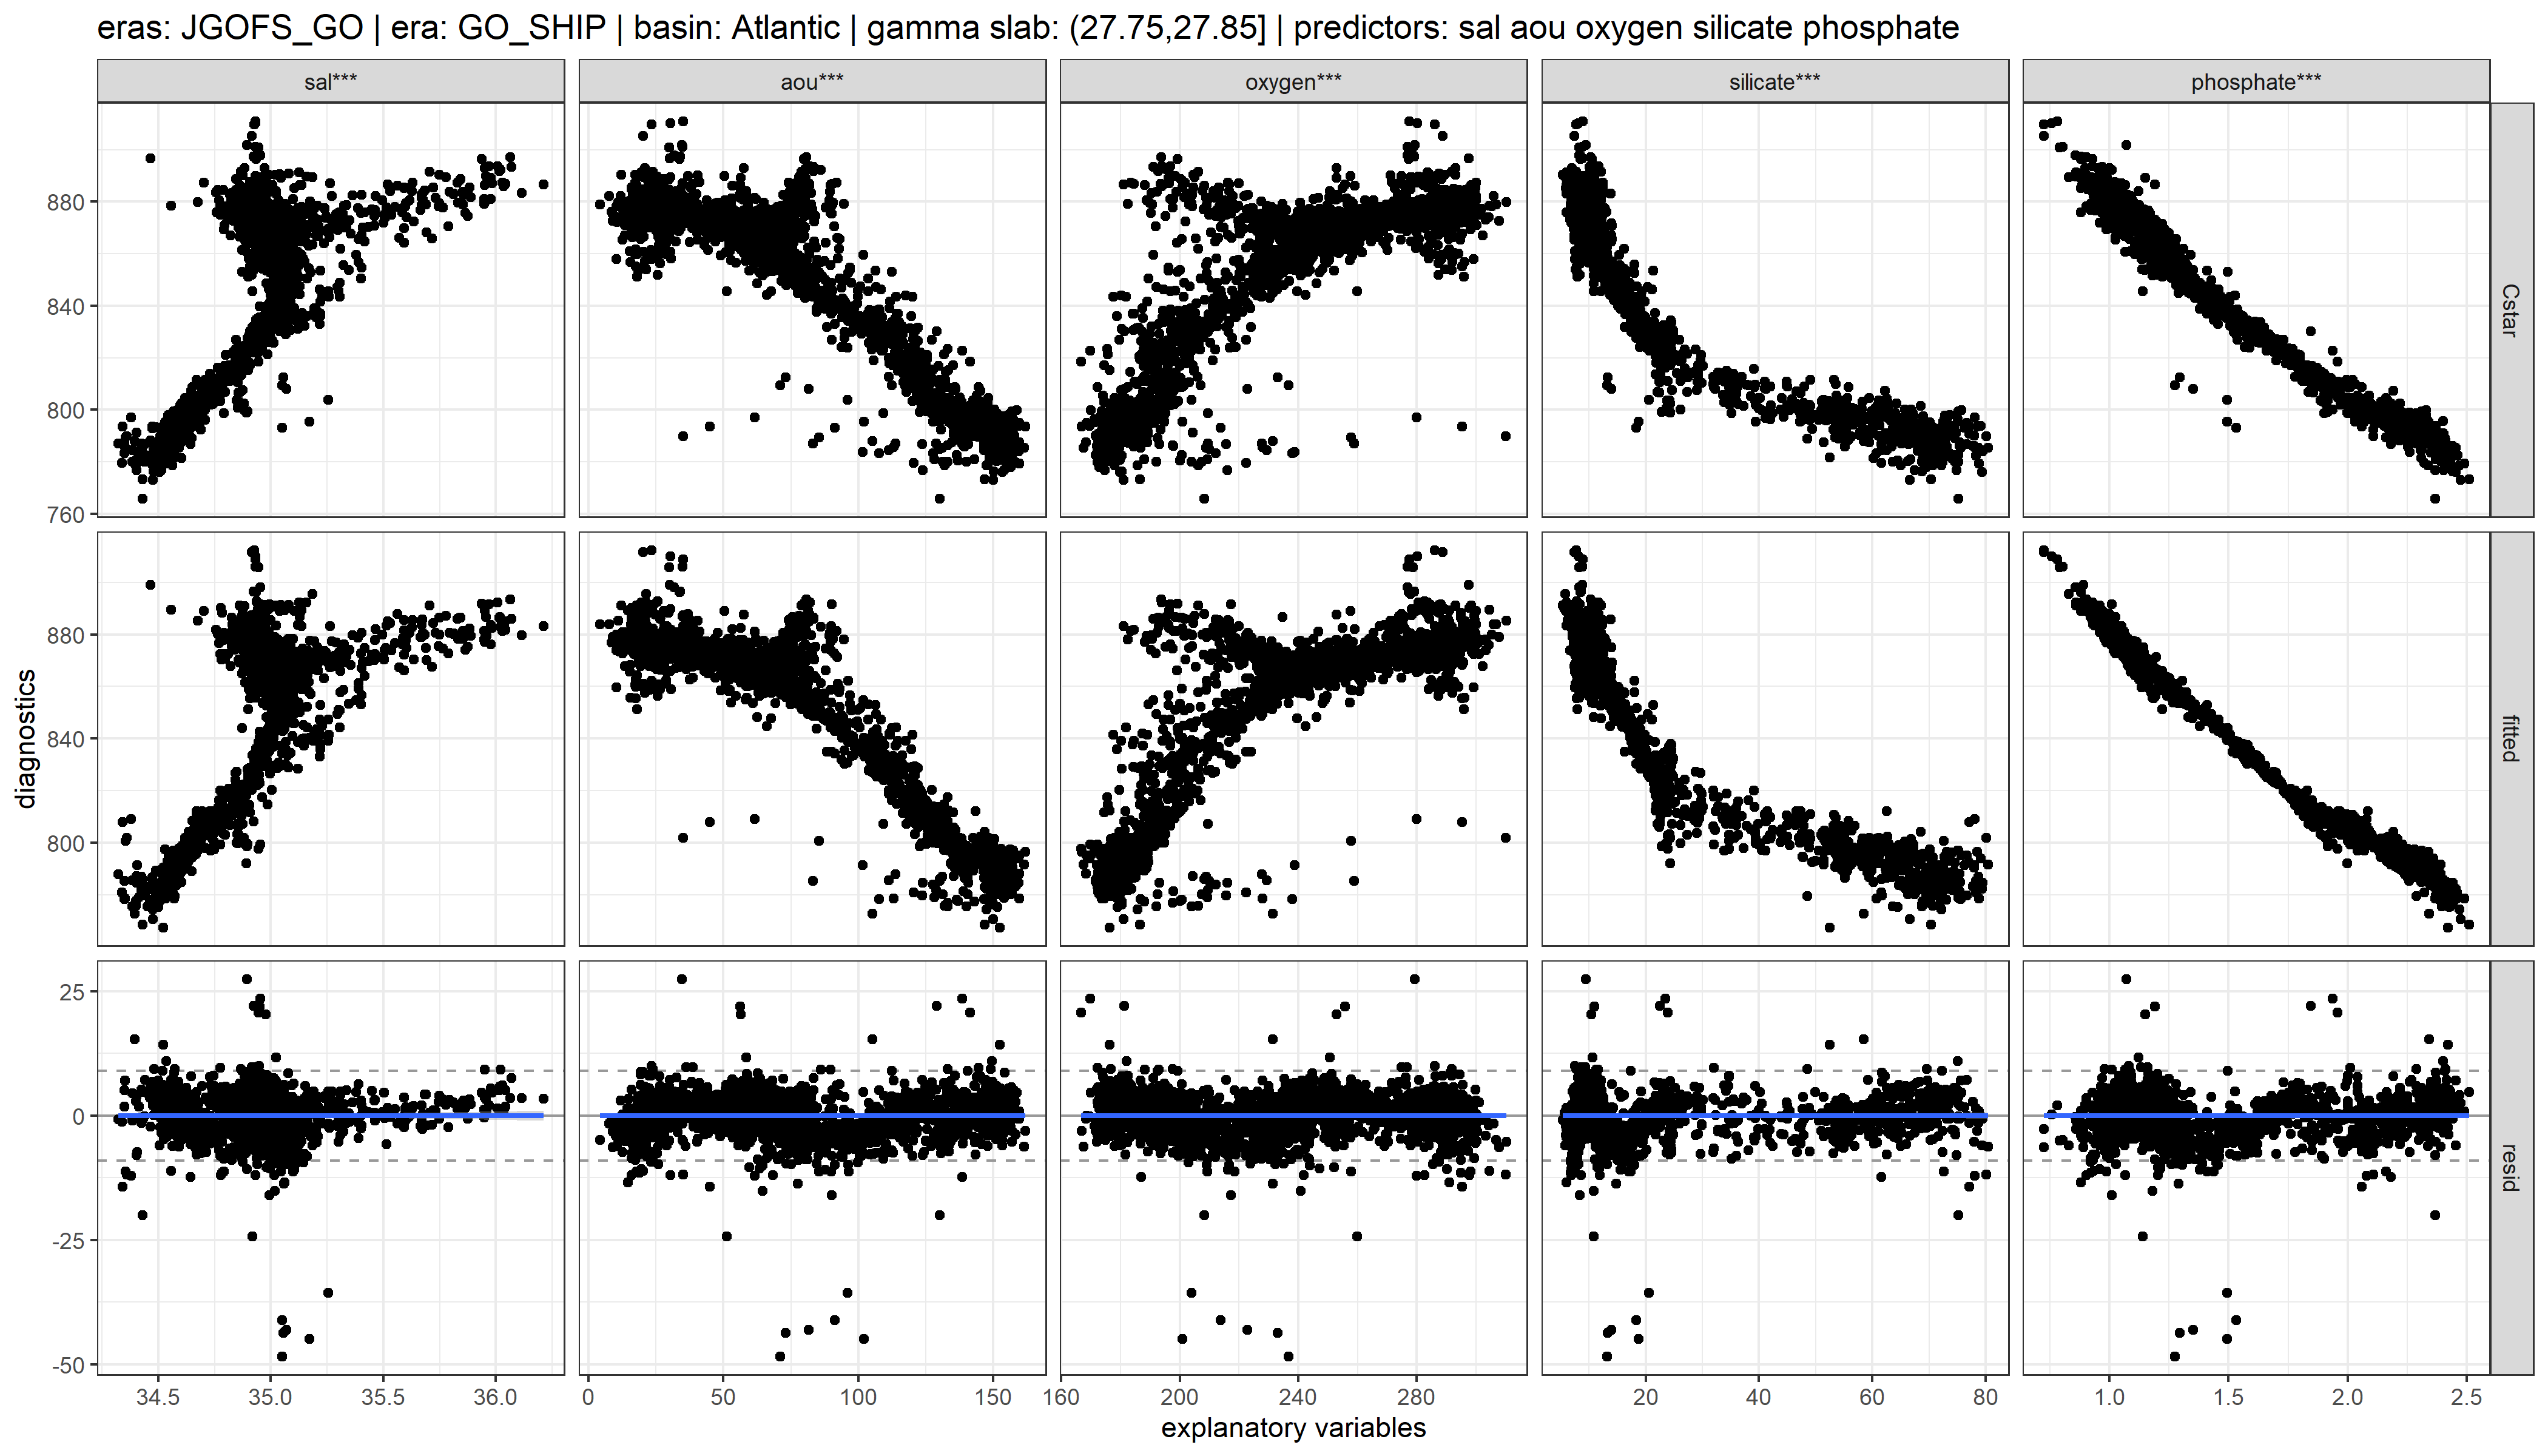 eras: JGOFS_GO | era: GO_SHIP | basin: Atlantic | gamma slab: (27.75,27.85] | predictors: sal aou oxygen silicate phosphate
sal*** aou*** oxygen*** silicate*** phosphate***
880
840
800
760
Cstar
880
840
800
fitted
diagnostics
25
0
-25
-50
resid
34.5 35.0 35.5 36.0 0 50 100 150 160 200 240 280 20 40 60 80 1.0 1.5 2.0 2.5
explanatory variables